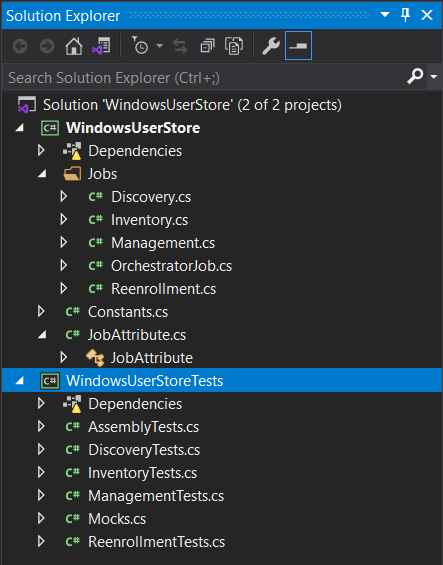 Solution Explorer
Search Solution Explorer (Ctrl+;)
Solution 'WindowsUserStore' (2 of 2 projects)
C# WindowsUserStore
Dependencies
Jobs
C# Discovery.cs
C# Inventory.cs
C# Management.cs
C# OrchestratorJob.cs
C# Reenrollment.cs
C# Constants.cs
C# JobAttribute.cs
JobAttribute
C# WindowsUserStoreTests
Dependencies
C# AssemblyTests.cs
C# DiscoveryTests.cs
C# InventoryTests.cs
C# ManagementTests.cs
C# Mocks.cs
C# ReenrollmentTests.cs